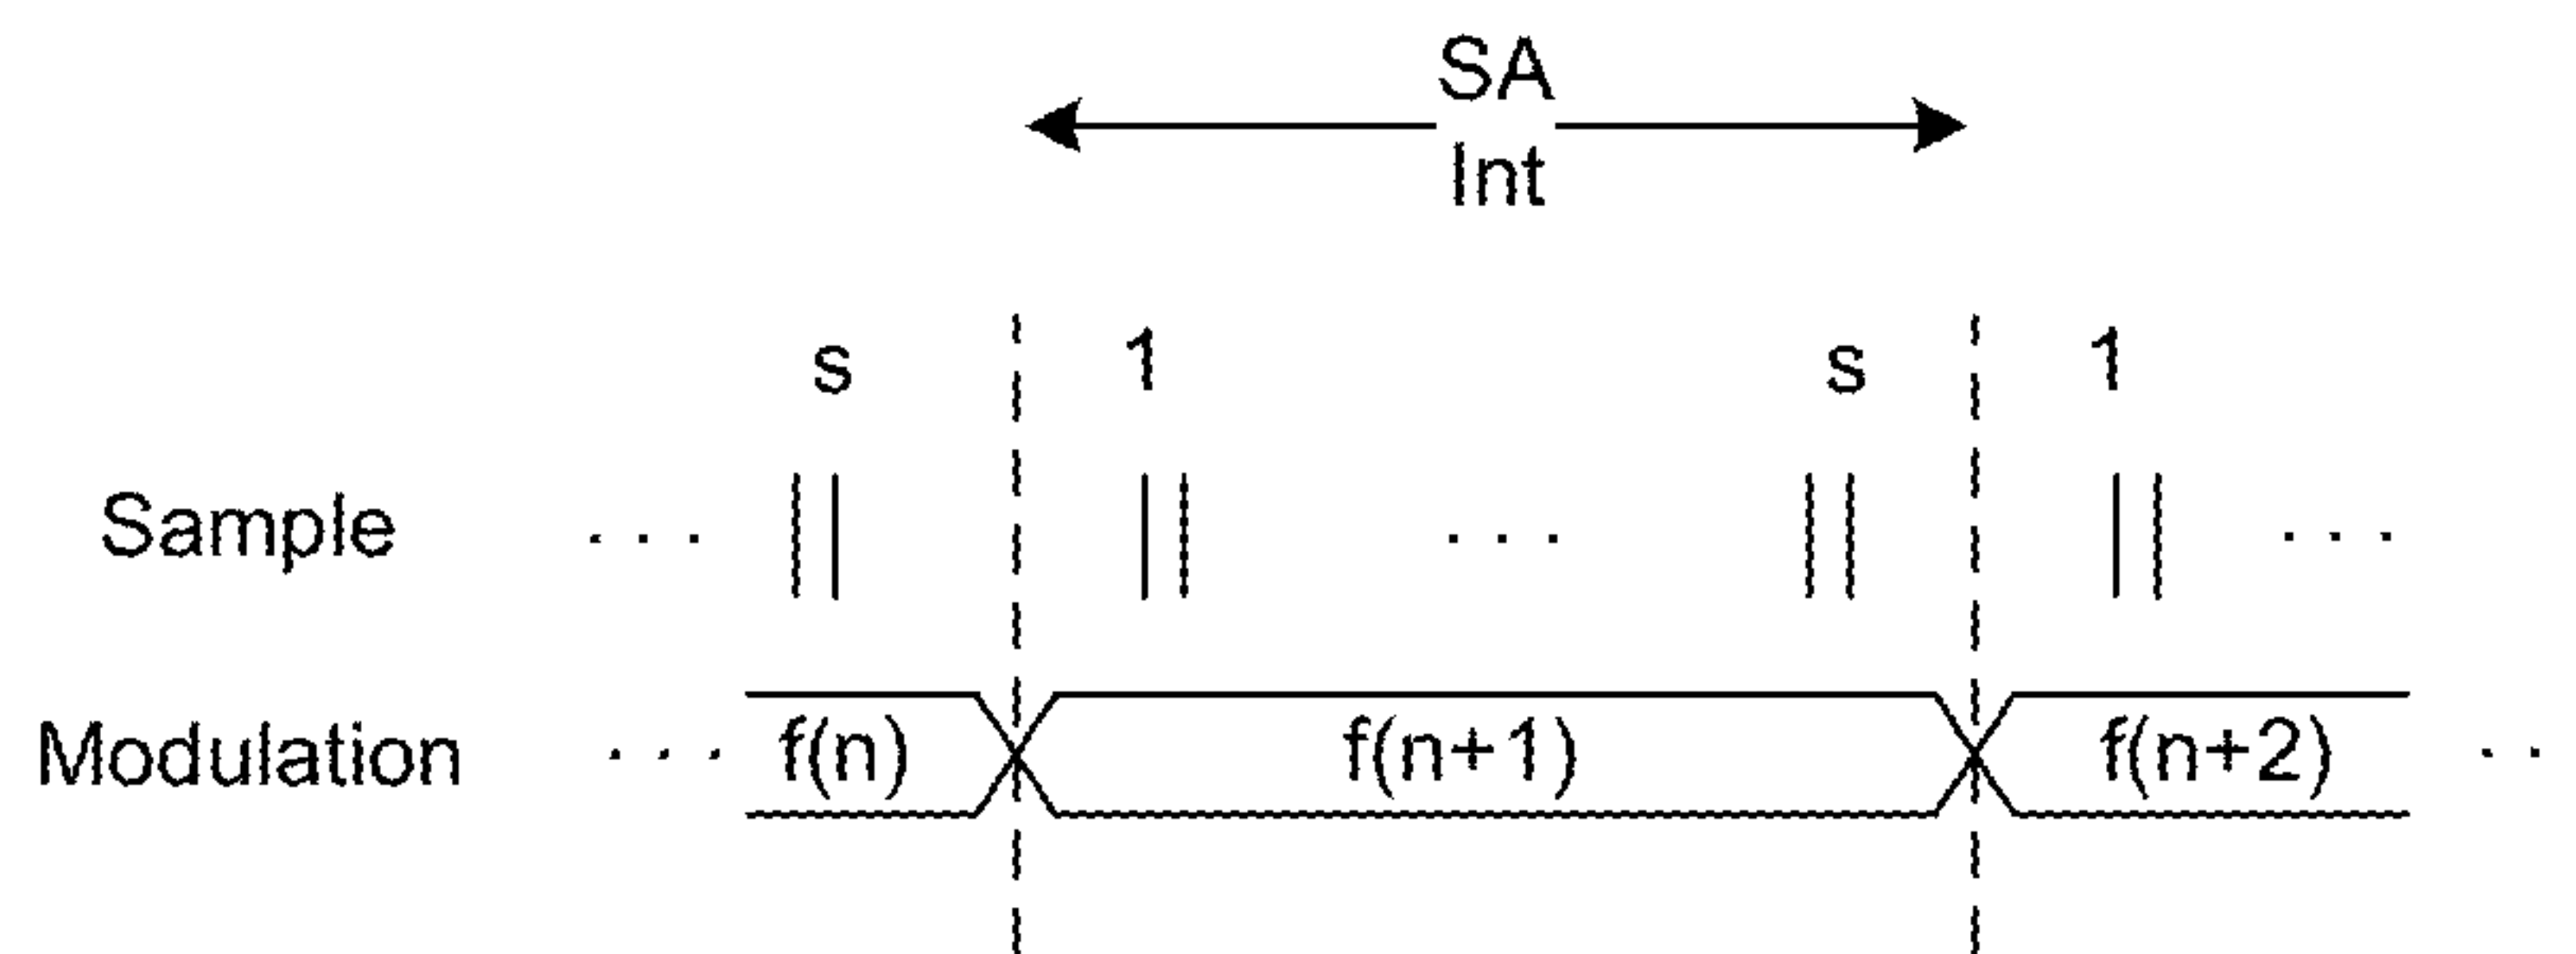 SA
Int
s 1 s 1
Sample ... ... ...
Modulation ... f(n) f(n+1) f(n+2) ..